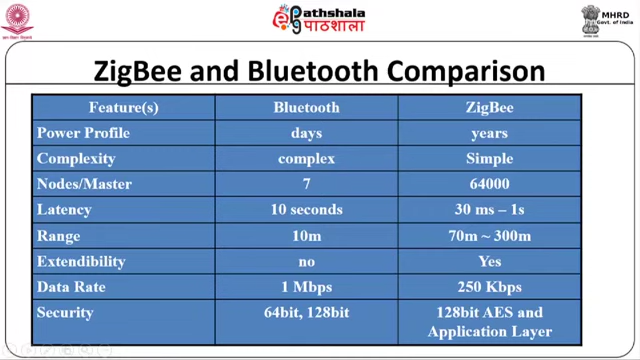 Pathshala
पाठशाला
MHRD
Govt. of India
ZigBee and Bluetooth Comparison
Feature(s) Bluetooth ZigBee
Power Profile days years
Complexity complex Simple
Nodes/Master 7 64000
Latency 10 seconds 30 ms – 1s
Range 10m 70m ~ 300m
Extendibility no Yes
Data Rate 1 Mbps 250 Kbps
Security 64bit, 128bit 128bit AES and
Application Layer